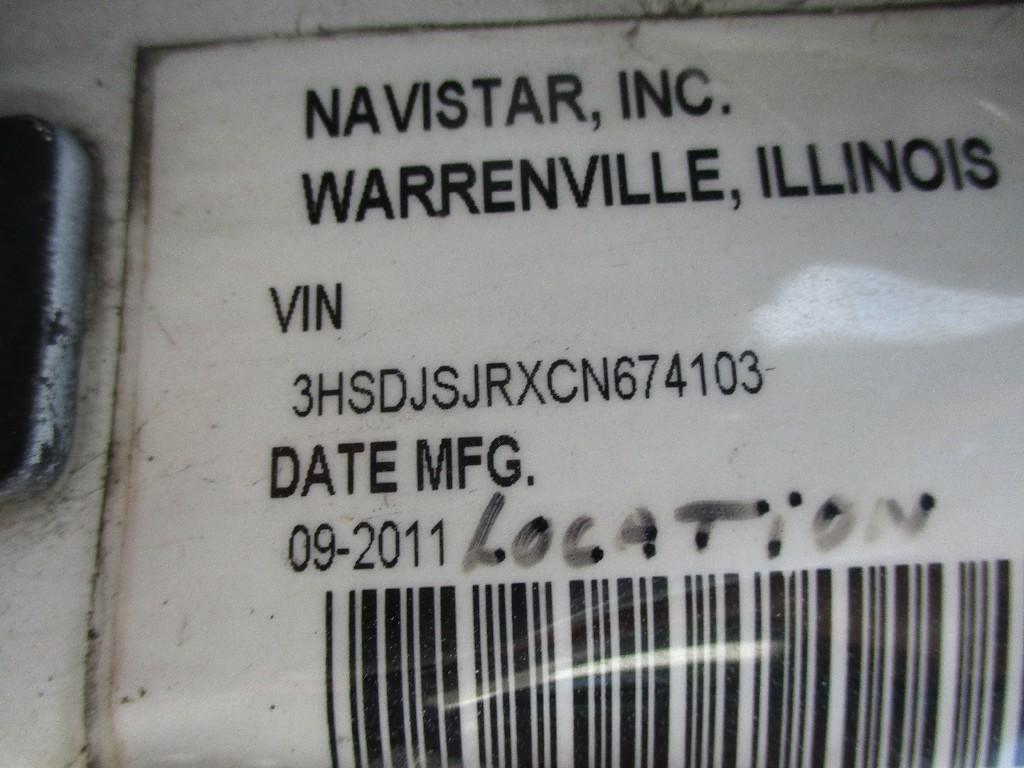 NAVISTAR, INC.
WARRENVILLE, ILLINOIS
VIN
3HSDJSJRXCN674103
DATE MFG.
09-2011 LOCATION